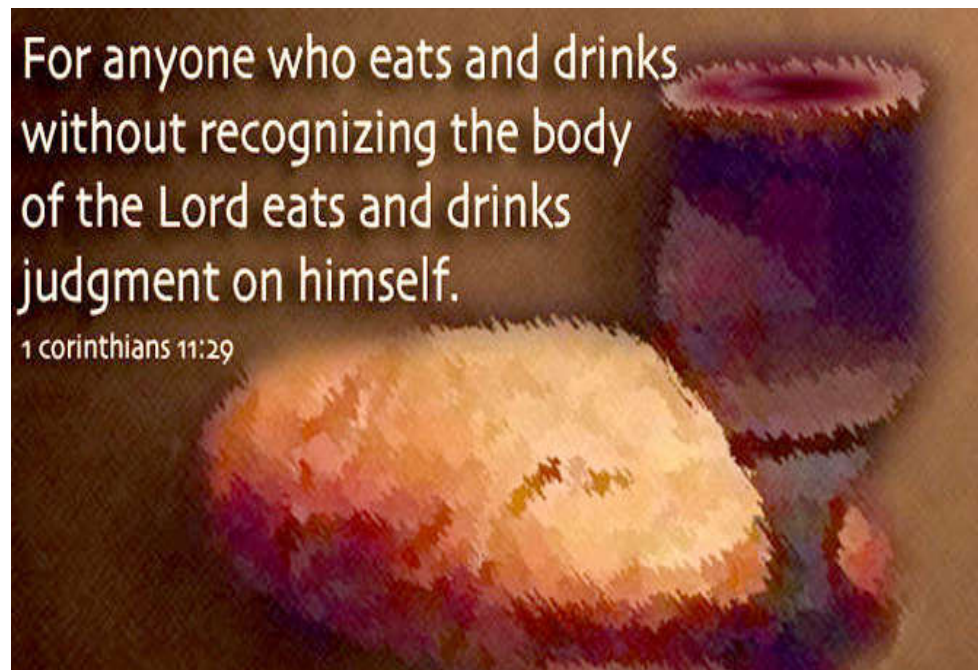 For anyone who eats and drinks
without recognizing the body
of the Lord eats and drinks
judgment on himself.
1 corinthians 11:29